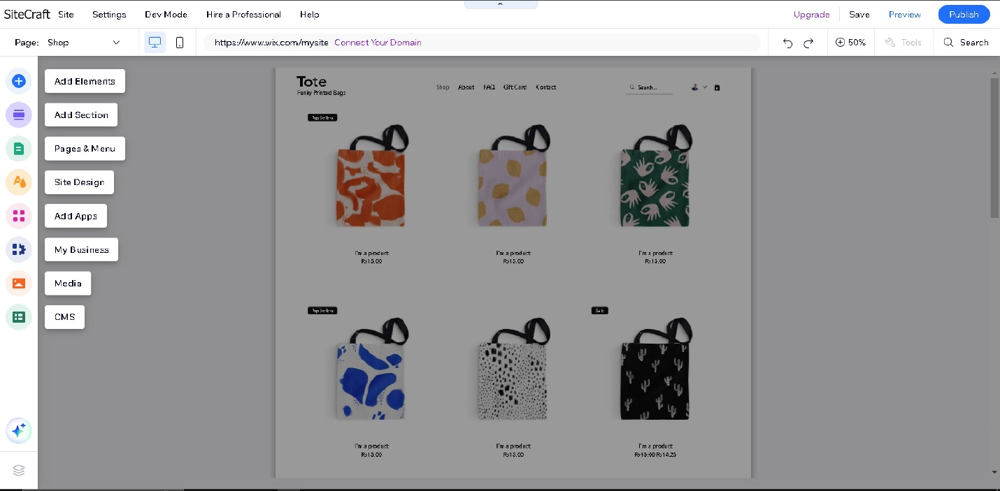 SiteCraft Site Settings Dev Mode Hire a Professional Help Upgrade Save Preview Publish
Page: Shop https://www.wix.com/mysite Connect Your Domain 50% Tools Search
Add Elements
Add Section
Pages & Menu
Site Design
Add Apps
My Business
Media
CMS
Tote
Funky Printed Bags
Shop About FAQ Gift Card Contact Search...
Top Sellers
I'm a product I'm a product I'm a product
Rs15.00 Rs15.00 Rs15.00
Top Sellers Sale
I'm a product I'm a product I'm a product
Rs15.00 Rs15.00 Rs15.00 Rs14.25